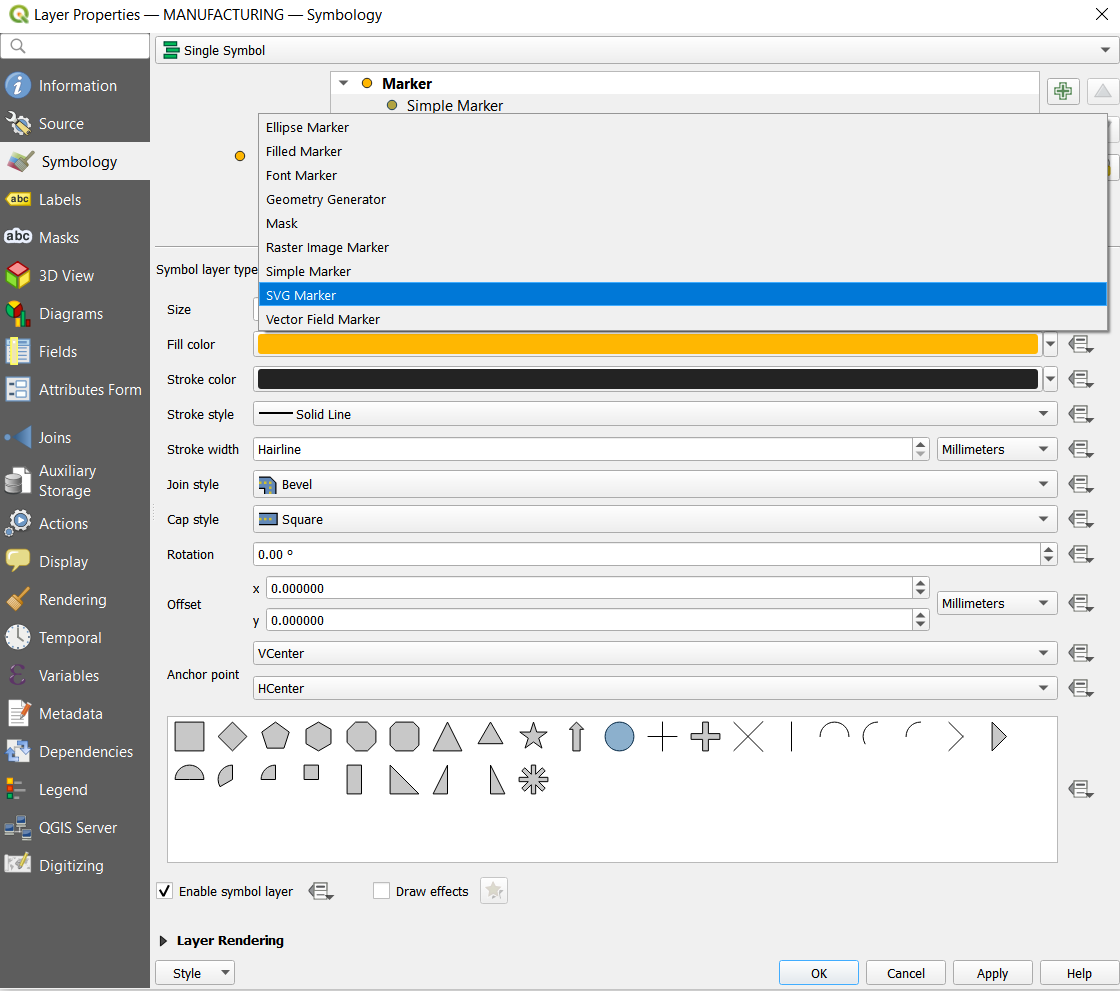 Layer Properties — MANUFACTURING — Symbology
Single Symbol
Information
Source
Symbology
Labels
Masks
3D View
Diagrams
Fields
Attributes Form
Joins
Auxiliary
Storage
Actions
Display
Rendering
Temporal
Variables
Metadata
Dependencies
Legend
QGIS Server
Digitizing
Marker
Simple Marker
Ellipse Marker
Filled Marker
Font Marker
Geometry Generator
Mask
Raster Image Marker
Simple Marker
SVG Marker
Vector Field Marker
Symbol layer type
Size
Fill color
Stroke color
Stroke style Solid Line
Stroke width Hairline Millimeters
Join style Bevel
Cap style Square
Rotation 0.00 °
Offset x 0.000000 Millimeters
y 0.000000
Anchor point VCenter
HCenter
Enable symbol layer Draw effects
Layer Rendering
Style OK Cancel Apply Help
abc
abc